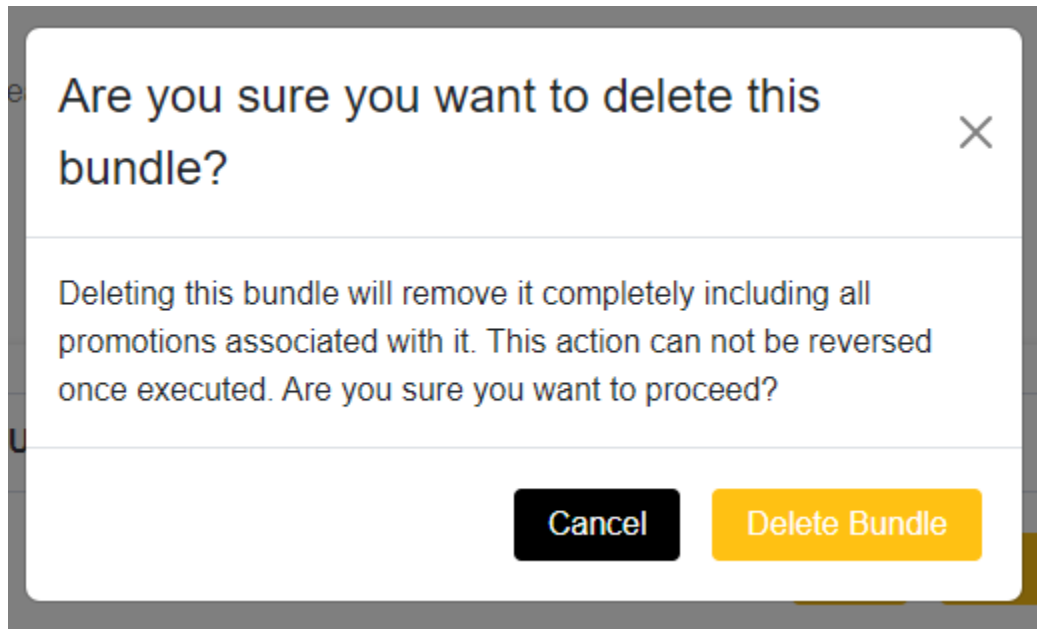 Are you sure you want to delete this
bundle?
Deleting this bundle will remove it completely including all
promotions associated with it. This action can not be reversed
once executed. Are you sure you want to proceed?
Cancel Delete Bundle